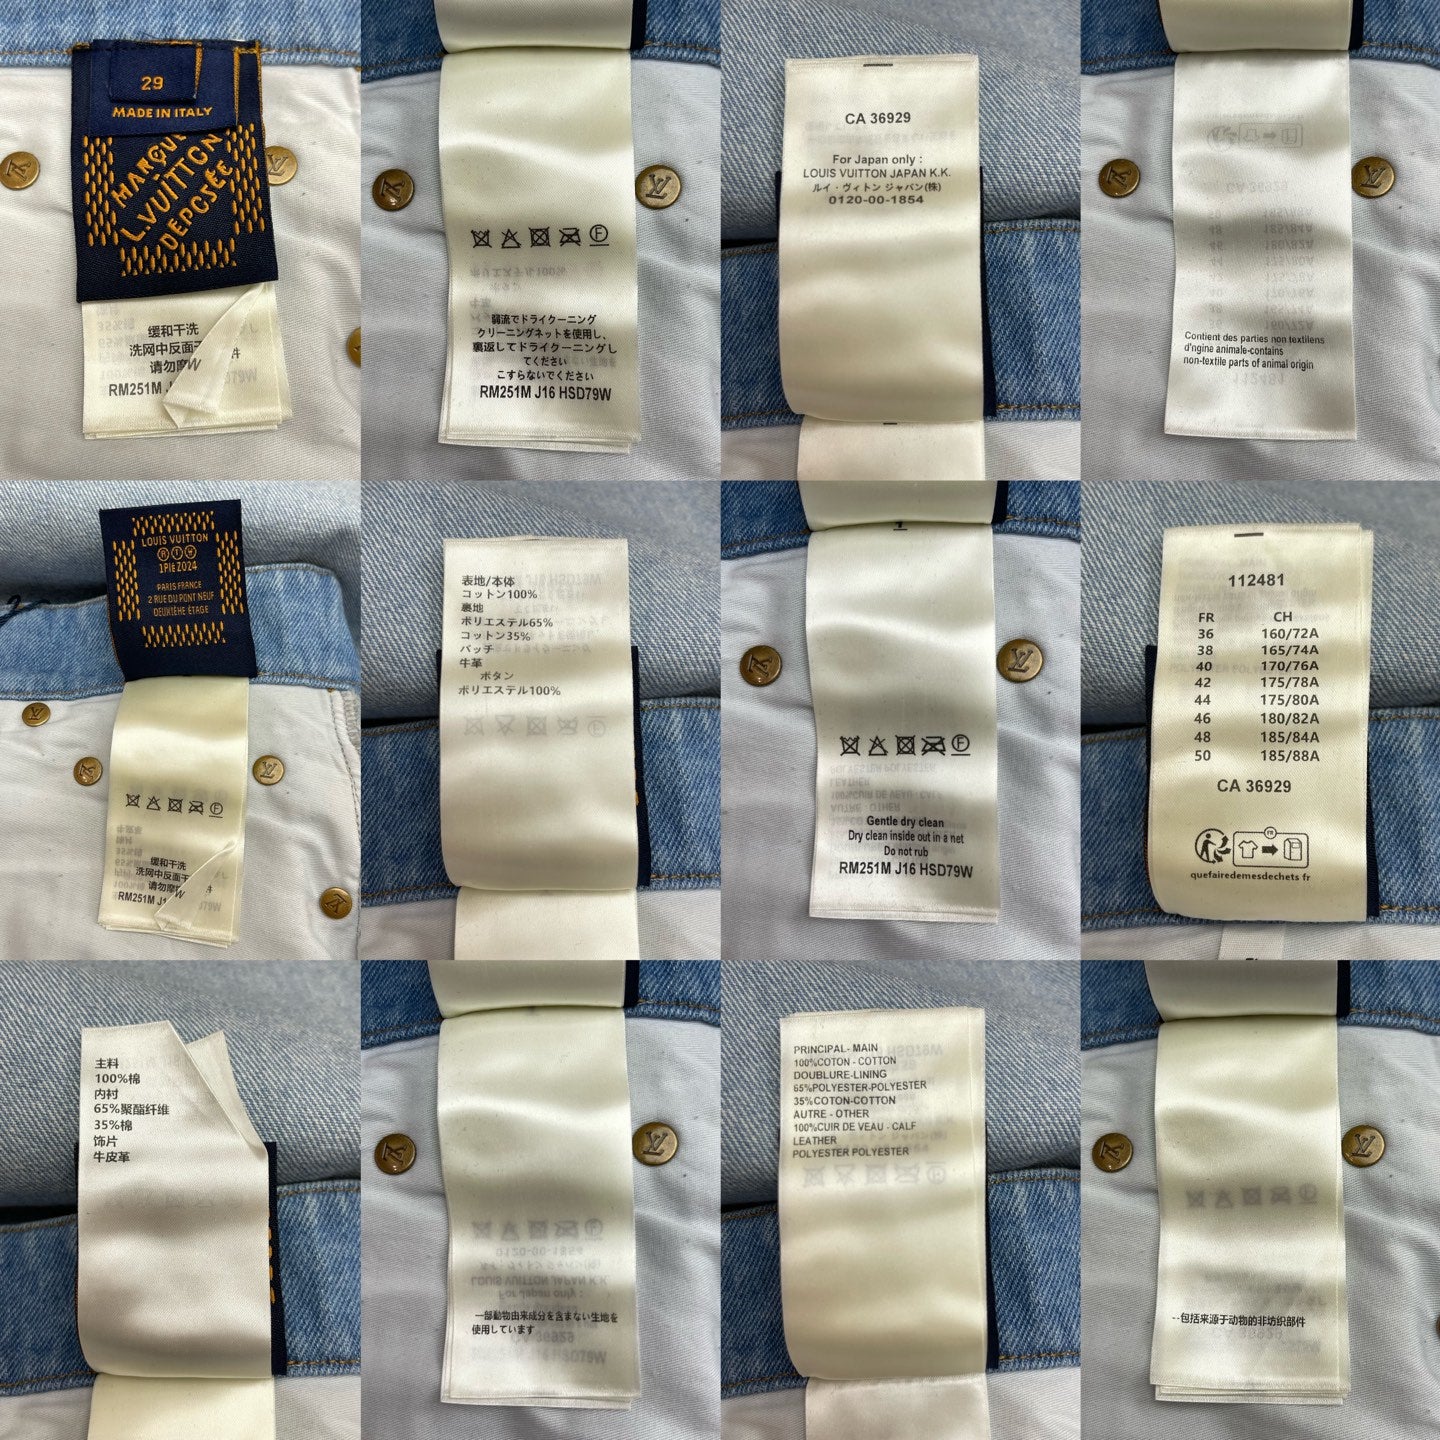 29
MADE IN ITALY
MARQUE
L.VUITTON
DEPOSÉE
缓和干洗
洗网中反面干
请勿摩
RM251M J
弱流でドライクーニング
クリーニングネットを使用し、
裏返してドライクーニングし
てください
こすらないでください
RM251M J16 HSD79W
CA 36929
For Japan only :
LOUIS VUITTON JAPAN K.K.
ルイ・ヴィトン ジャパン(株)
0120-00-1854
Contient des parties non textilens
d'ngine animale-contains
non-textile parts of animal origin
LOUIS VUITTON
PARIS FRANCE
2 RUE DU PONT NEUF
DEUXIÈME ÉTAGE
缓和干洗
洗网中反面干
请勿摩
RM251M J1
表地/本体
コットン100%
裏地
ポリエステル65%
コットン35%
パッチ
牛革
ボタン
ポリエステル100%
Gentle dry clean
Dry clean inside out in a net
Do not rub
RM251M J16 HSD79W
112481
FR CH
36 160/72A
38 165/74A
40 170/76A
42 175/78A
44 175/80A
46 180/82A
48 185/84A
50 185/88A
CA 36929
FR
quefairedemesdechets.fr
主料
100%棉
内衬
65%聚酯纤维
35%棉
饰片
牛皮革
一部動物由来成分を含まない生地を
使用しています
PRINCIPAL- MAIN
100%COTON - COTTON
DOUBLURE-LINING
65%POLYESTER-POLYESTER
35%COTON-COTTON
AUTRE - OTHER
100%CUIR DE VEAU - CALF
LEATHER
POLYESTER POLYESTER
--包括来源于动物的非纺织部件